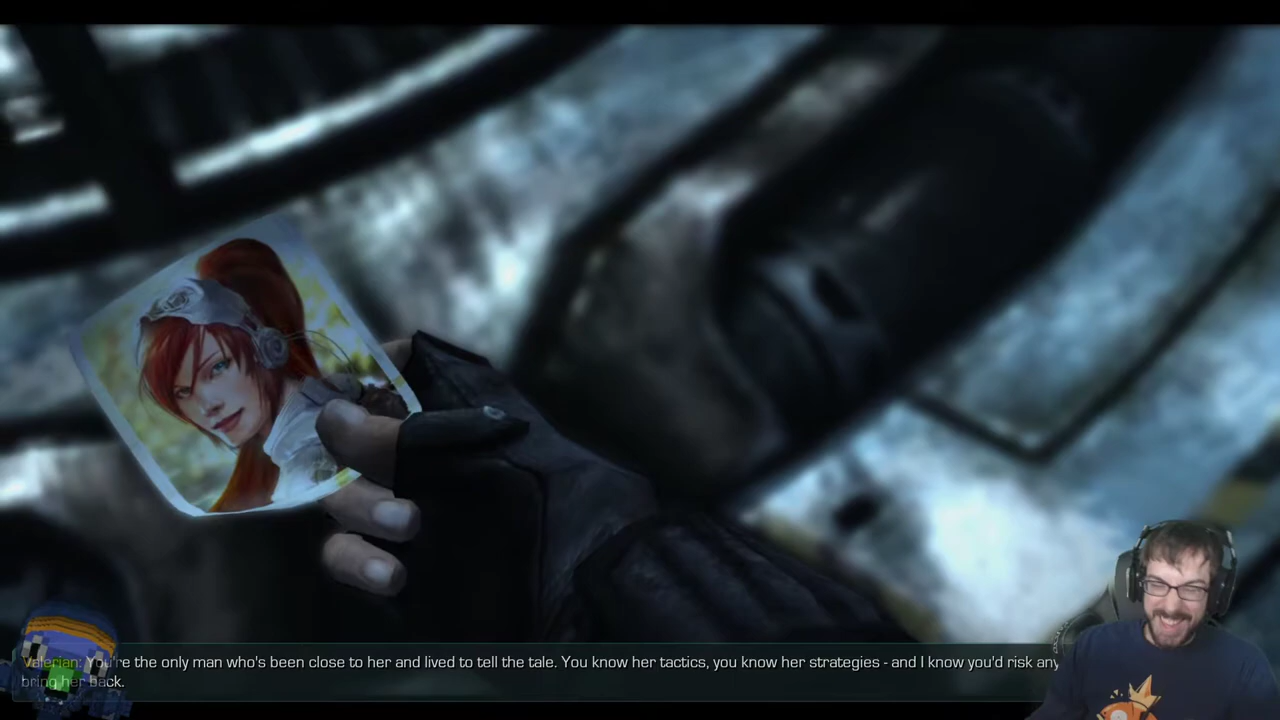 Valerian: You're the only man who's been close to her and lived to tell the tale. You know her tactics, you know her strategies - and I know you'd risk any
bring her back.